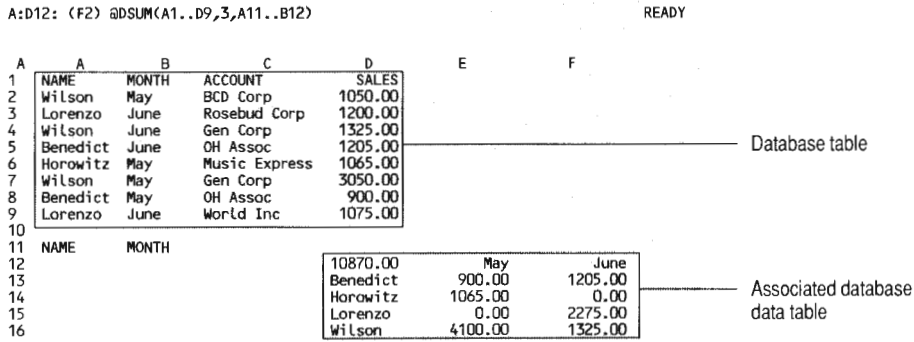 A:D12: (F2) @DSUM(A1..D9,3,A11..B12) READY
A A B C D E F
1 NAME MONTH ACCOUNT SALES
2 Wilson May BCD Corp 1050.00
3 Lorenzo June Rosebud Corp 1200.00
4 Wilson June Gen Corp 1325.00
5 Benedict June OH Assoc 1205.00 Database table
6 Horowitz May Music Express 1065.00
7 Wilson May Gen Corp 3050.00
8 Benedict May OH Assoc 900.00
9 Lorenzo June World Inc 1075.00
10
11 NAME MONTH
12 10870.00 May June
13 Benedict 900.00 1205.00 Associated database
14 Horowitz 1065.00 0.00 data table
15 Lorenzo 0.00 2275.00
16 Wilson 4100.00 1325.00